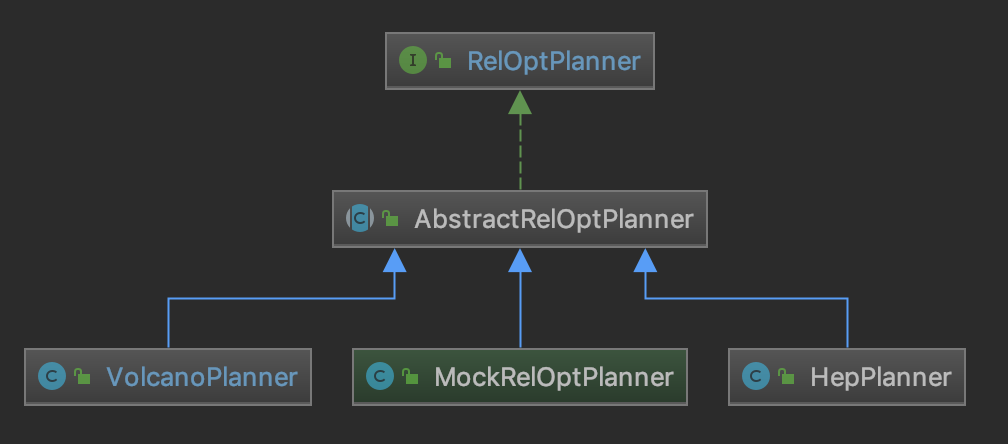 I RelOptPlanner
C AbstractRelOptPlanner
C VolcanoPlanner
C MockRelOptPlanner
C HepPlanner